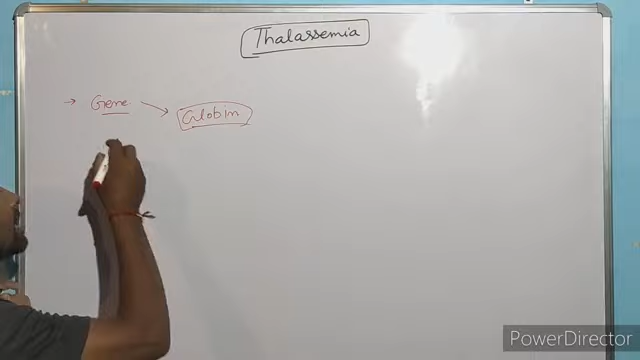 Thalassemia
→ Gene → Globin
PowerDirector